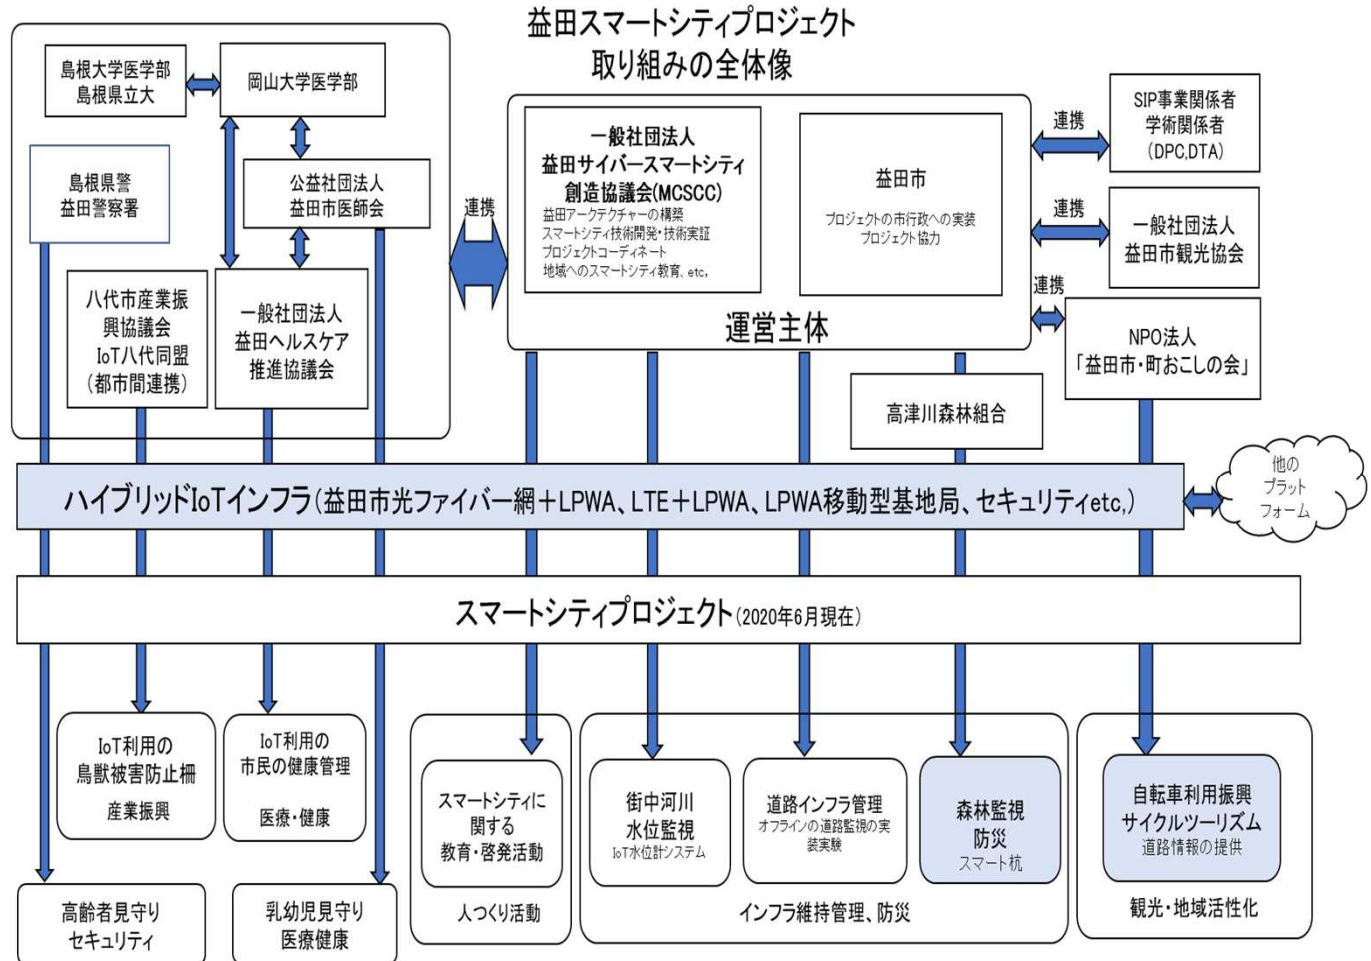 益田スマートシティプロジェクト
取り組みの全体像
島根大学医学部
島根県立大
岡山大学医学部
島根県警
益田警察署
公益社団法人
益田市医師会
八代市産業振
興協議会
IoT八代同盟
(都市間連携)
一般社団法人
益田ヘルスケア
推進協議会
連携
一般社団法人
益田サイバースマートシティ
創造協議会(MCSCC)
益田アークテクチャーの構築
スマートシティ技術開発・技術実証
プロジェクトコーディネート
地域へのスマートシティ教育、etc,
益田市
プロジェクトの市行政への実装
プロジェクト協力
運営主体
連携
SIP事業関係者
学術関係者
(DPC,DTA)
連携
一般社団法人
益田市観光協会
連携
NPO法人
「益田市・町おこしの会」
高津川森林組合
ハイブリッドIoTインフラ(益田市光ファイバー網+LPWA、LTE+LPWA、LPWA移動型基地局、セキュリティetc,)
他の
プラット
フォーム
スマートシティプロジェクト(2020年6月現在)
IoT利用の
鳥獣被害防止柵
産業振興
IoT利用の
市民の健康管理
医療・健康
高齢者見守り
セキュリティ
乳幼児見守り
医療健康
スマートシティに
関する
教育・啓発活動
人つくり活動
街中河川
水位監視
IoT水位計システム
道路インフラ管理
オフラインの道路監視の実
装実験
森林監視
防災
スマート杭
インフラ維持管理、防災
自転車利用振興
サイクルツーリズム
道路情報の提供
観光・地域活性化